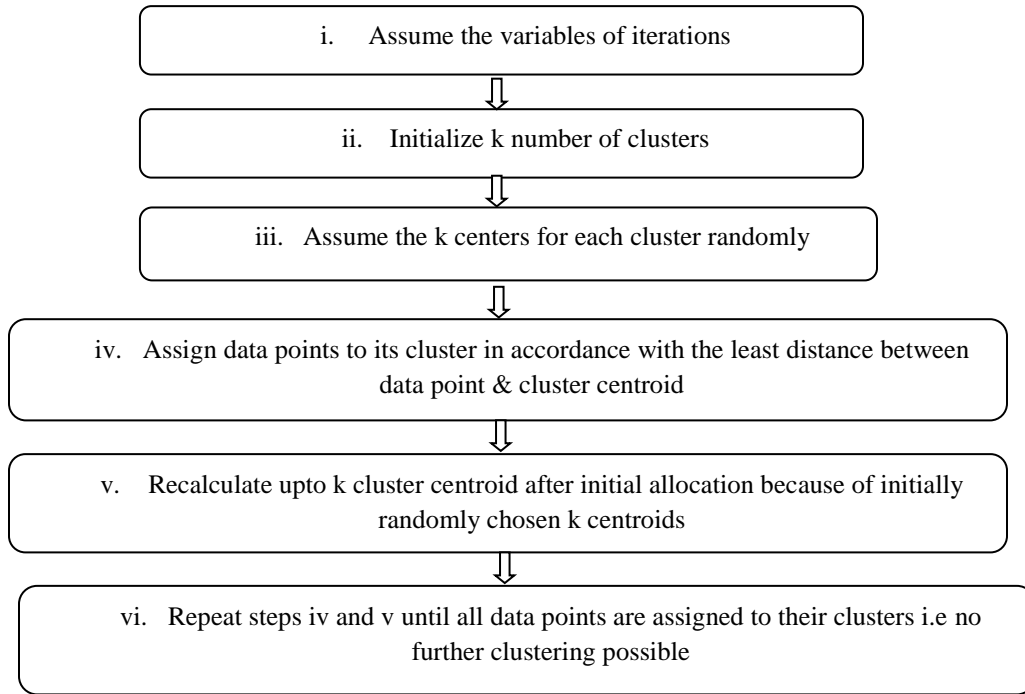 i. Assume the variables of iterations
ii. Initialize k number of clusters
iii. Assume the k centers for each cluster randomly
iv. Assign data points to its cluster in accordance with the least distance between
data point & cluster centroid
v. Recalculate upto k cluster centroid after initial allocation because of initially
randomly chosen k centroids
vi. Repeat steps iv and v until all data points are assigned to their clusters i.e no
further clustering possible